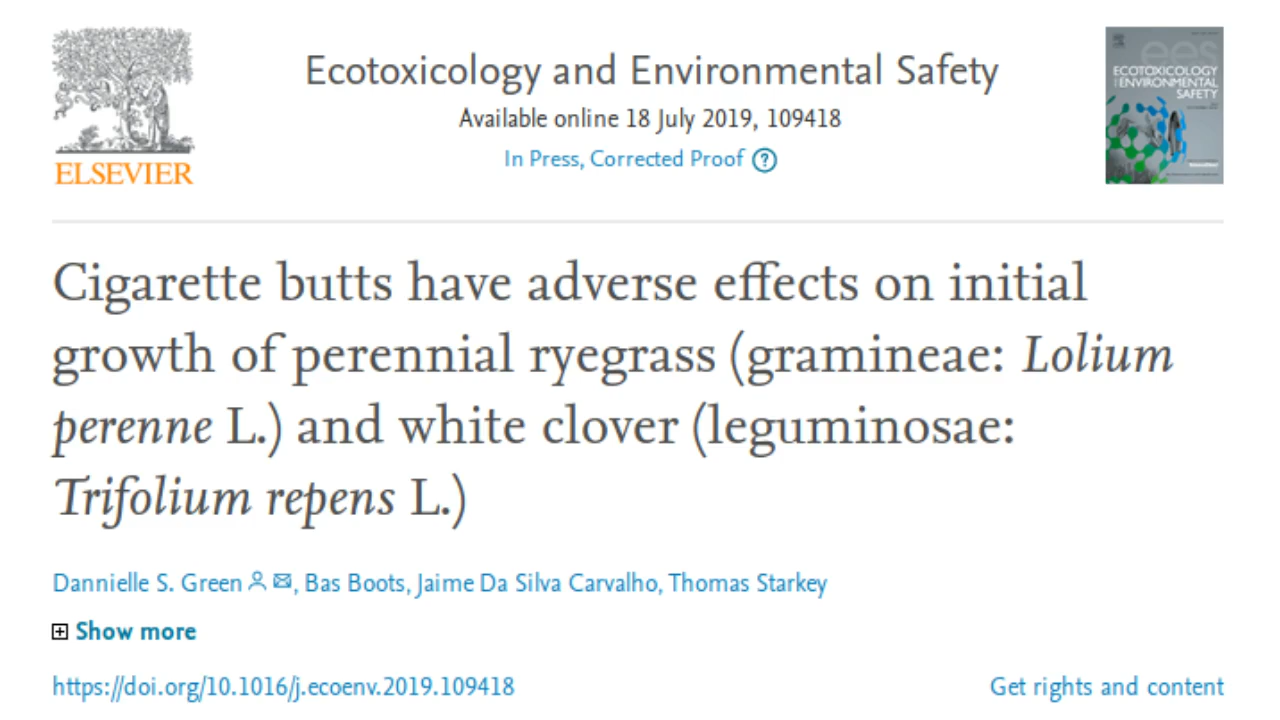 Ecotoxicology and Environmental Safety
Available online 18 July 2019, 109418
In Press, Corrected Proof ?
ELSEVIER
ees
ECOTOXICOLOGY
ENVIRONMENTAL
SAFETY
Cigarette butts have adverse effects on initial
growth of perennial ryegrass (gramineae: Lolium
perenne L.) and white clover (leguminosae:
Trifolium repens L.)
Dannielle S. Green, Bas Boots, Jaime Da Silva Carvalho, Thomas Starkey
Show more
https://doi.org/10.1016/j.ecoenv.2019.109418
Get rights and content